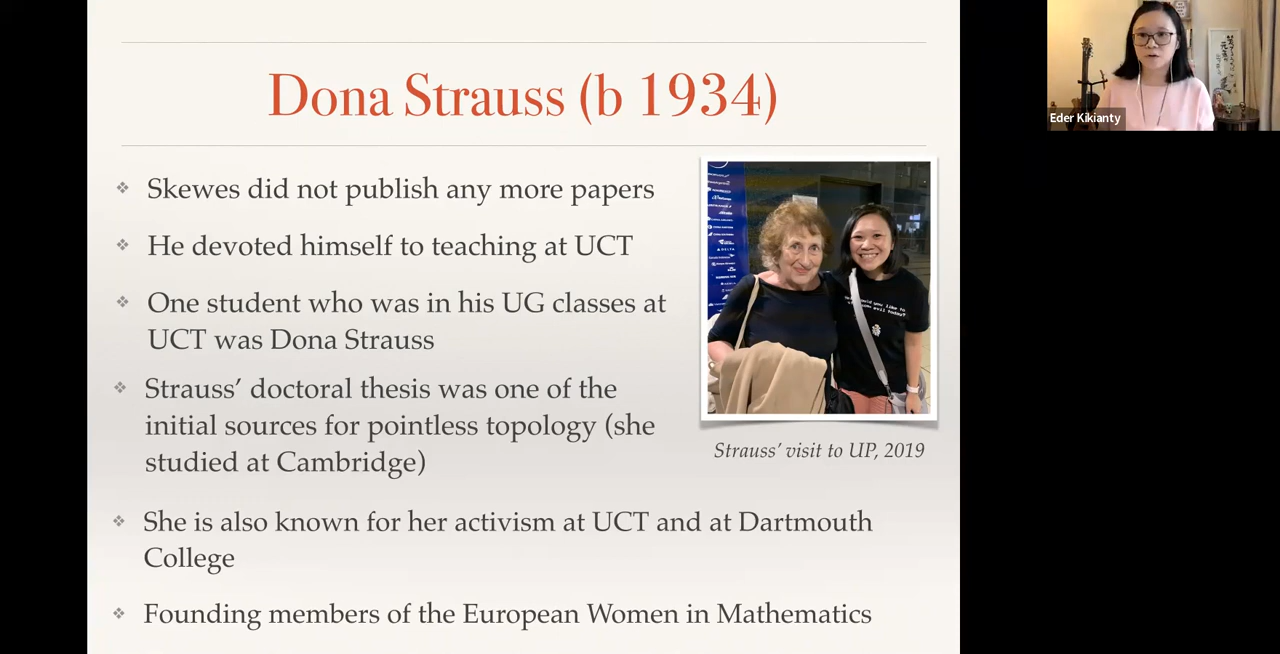 Dona Strauss (b 1934)
Eder Kikianty
❖ Skewes did not publish any more papers
❖ He devoted himself to teaching at UCT
❖ One student who was in his UG classes at
UCT was Dona Strauss
❖ Strauss’ doctoral thesis was one of the
initial sources for pointless topology (she
studied at Cambridge)
Strauss’ visit to UP, 2019
❖ She is also known for her activism at UCT and at Dartmouth
College
❖ Founding members of the European Women in Mathematics